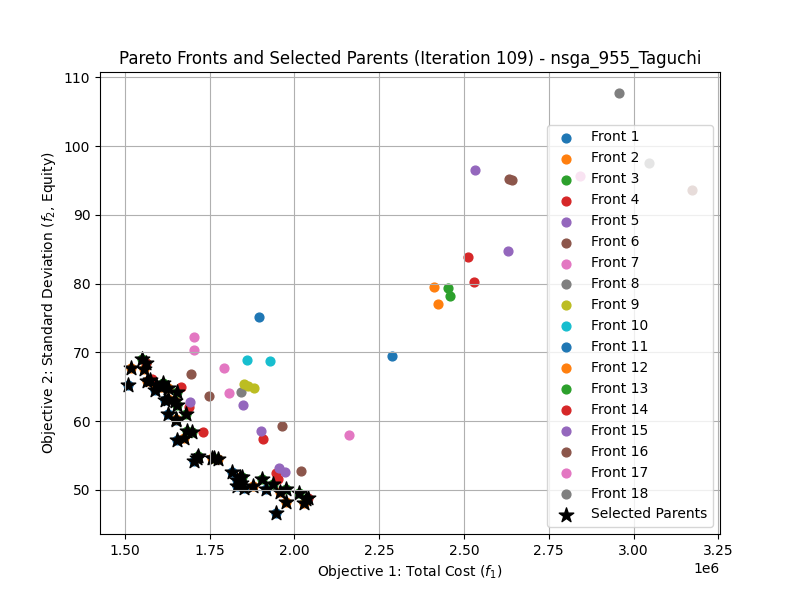 Pareto Fronts and Selected Parents (Iteration 109) - nsga_955_Taguchi
Objective 2: Standard Deviation (f₂, Equity)
110
100
90
80
70
60
50
1.50 1.75 2.00 2.25 2.50 2.75 3.00 3.25
1e6
Objective 1: Total Cost (f₁)
Front 1
Front 2
Front 3
Front 4
Front 5
Front 6
Front 7
Front 8
Front 9
Front 10
Front 11
Front 12
Front 13
Front 14
Front 15
Front 16
Front 17
Front 18
Selected Parents